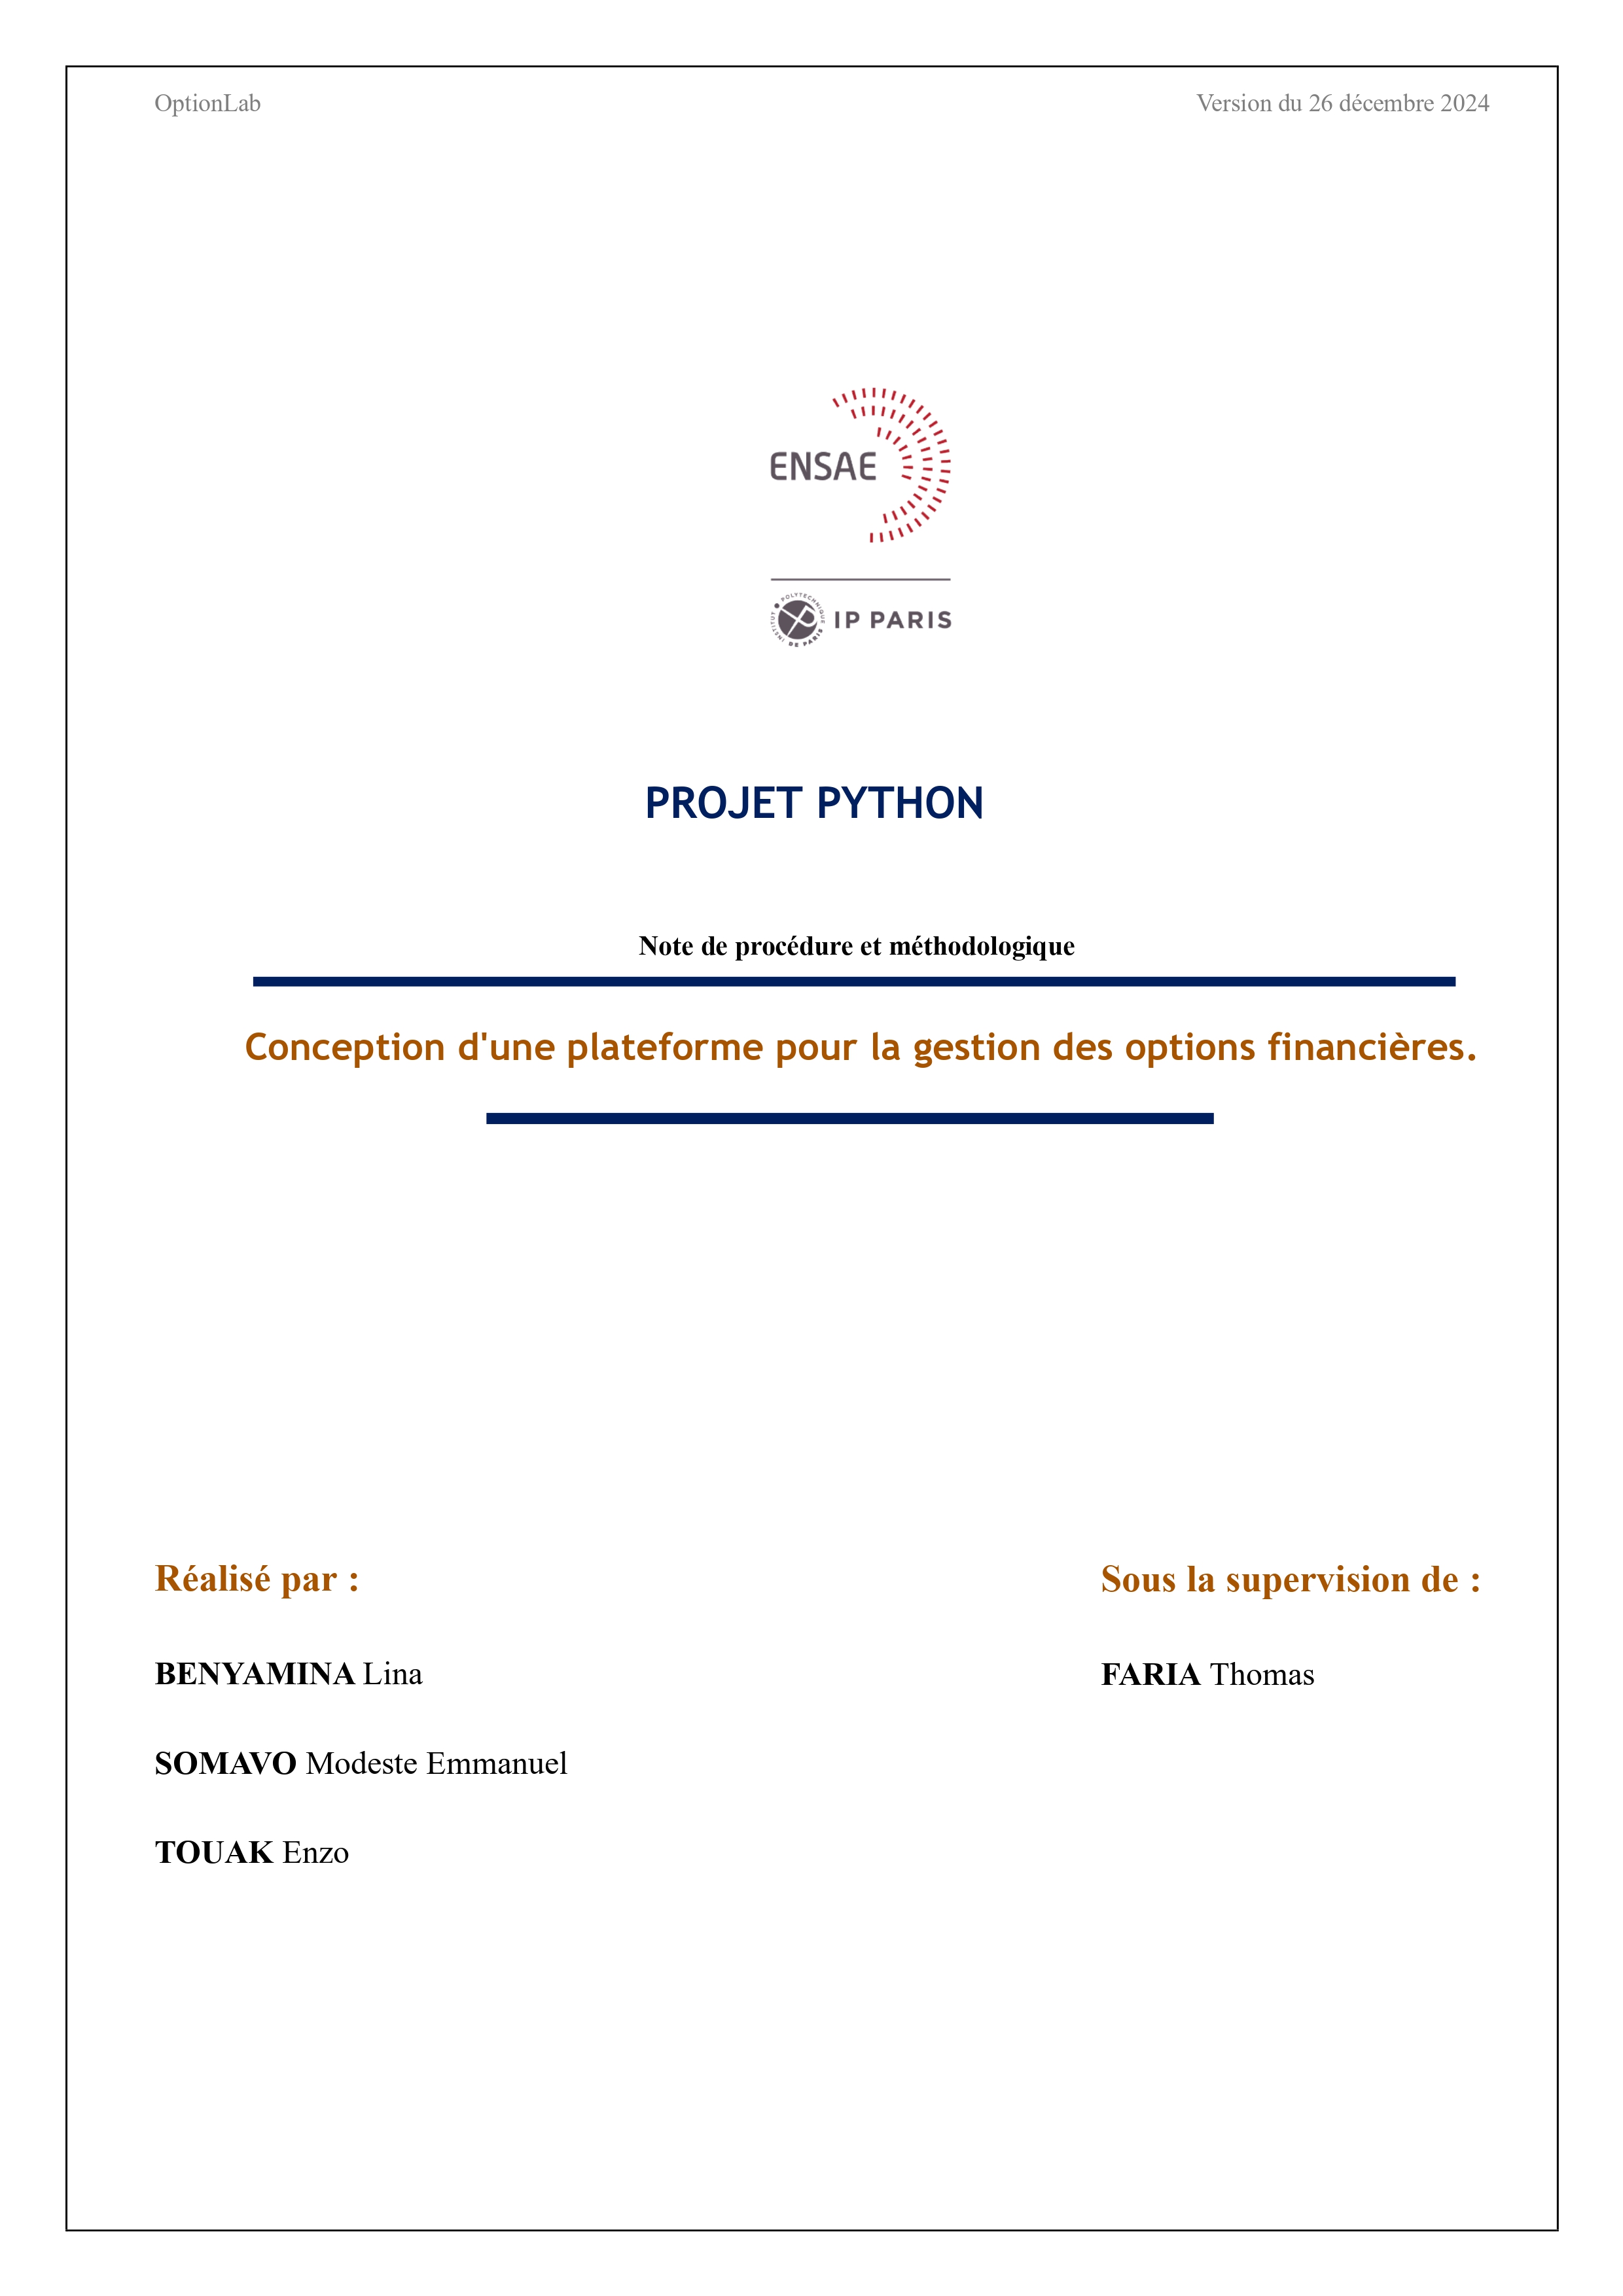 OptionLab
Version du 26 décembre 2024
ENSAE
INSTITUT POLYTECHNIQUE DE PARIS
IP PARIS
PROJET PYTHON
Note de procédure et méthodologique
Conception d'une plateforme pour la gestion des options financières.
Réalisé par :
Sous la supervision de :
BENYAMINA Lina
FARIA Thomas
SOMAVO Modeste Emmanuel
TOUAK Enzo